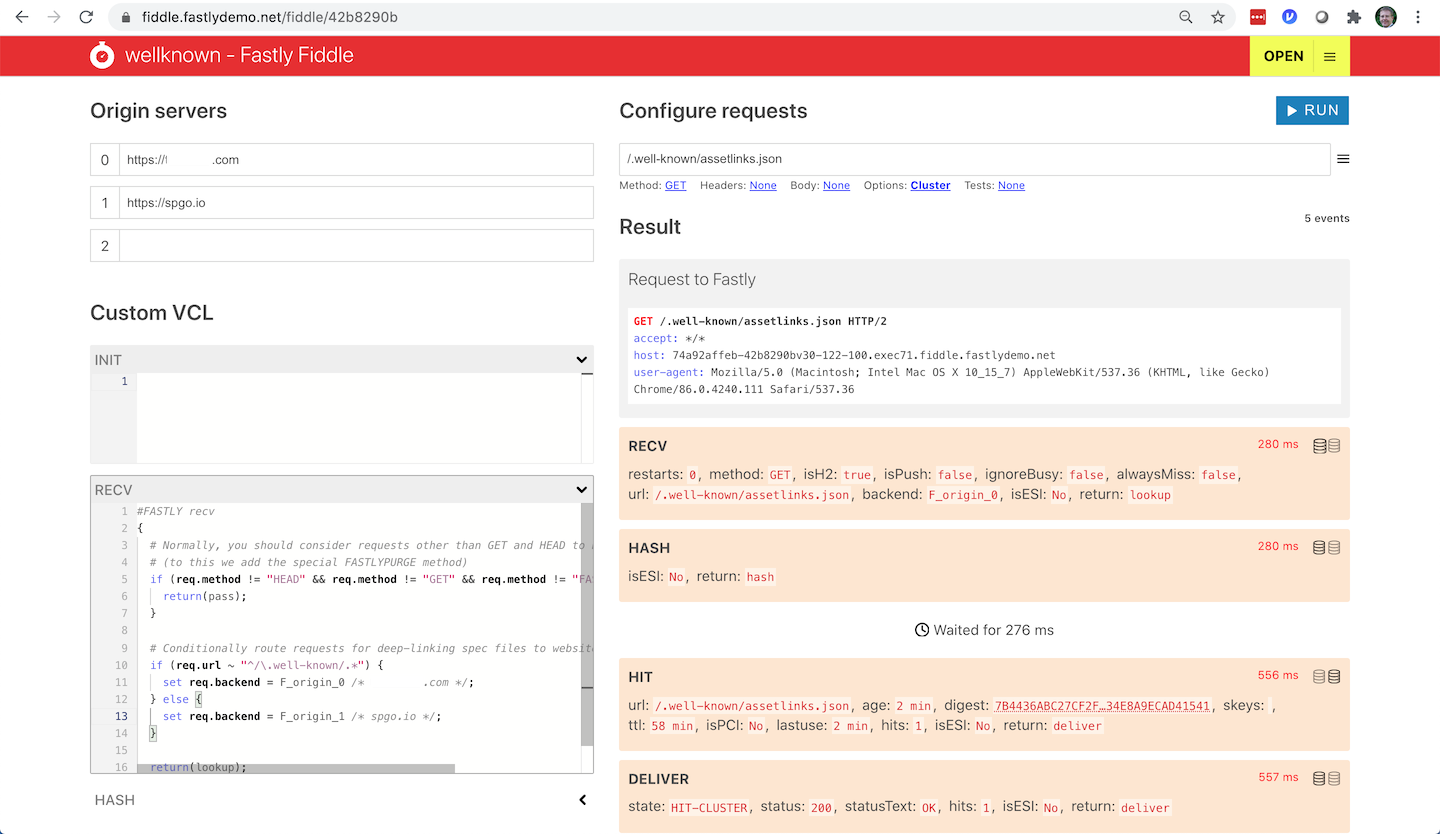 fiddle.fastlydemo.net/fiddle/42b8290b
wellknown - Fastly Fiddle
OPEN
Origin servers
0 https:// .com
1 https://spgo.io
2
Custom VCL
INIT
1
RECV
1 #FASTLY recv
2 {
3 # Normally, you should consider requests other than GET and HEAD to
4 # (to this we add the special FASTLYPURGE method)
5 if (req.method != "HEAD" && req.method != "GET" && req.method != "FAS
6 return(pass);
7 }
8
9 # Conditionally route requests for deep-linking spec files to website
10 if (req.url ~ "^/\.well-known/.*") {
11 set req.backend = F_origin_0 /* .com */;
12 } else {
13 set req.backend = F_origin_1 /* spgo.io */;
14 }
15
16 return(lookup);
HASH
Configure requests
RUN
/.well-known/assetlinks.json
Method: GET Headers: None Body: None Options: Cluster Tests: None
Result
5 events
Request to Fastly
GET /.well-known/assetlinks.json HTTP/2
accept: */*
host: 74a92affeb-42b8290bv30-122-100.exec71.fiddle.fastlydemo.net
user-agent: Mozilla/5.0 (Macintosh; Intel Mac OS X 10_15_7) AppleWebKit/537.36 (KHTML, like Gecko)
Chrome/86.0.4240.111 Safari/537.36
RECV 280 ms
restarts: 0, method: GET, isH2: true, isPush: false, ignoreBusy: false, alwaysMiss: false,
url: /.well-known/assetlinks.json, backend: F_origin_0, isESI: No, return: lookup
HASH 280 ms
isESI: No, return: hash
Waited for 276 ms
HIT 556 ms
url: /.well-known/assetlinks.json, age: 2 min, digest: 7B4436ABC27CF2F…34E8A9ECAD41541, skeys: ,
ttl: 58 min, isPCI: No, lastuse: 2 min, hits: 1, isESI: No, return: deliver
DELIVER 557 ms
state: HIT-CLUSTER, status: 200, statusText: OK, hits: 1, isESI: No, return: deliver